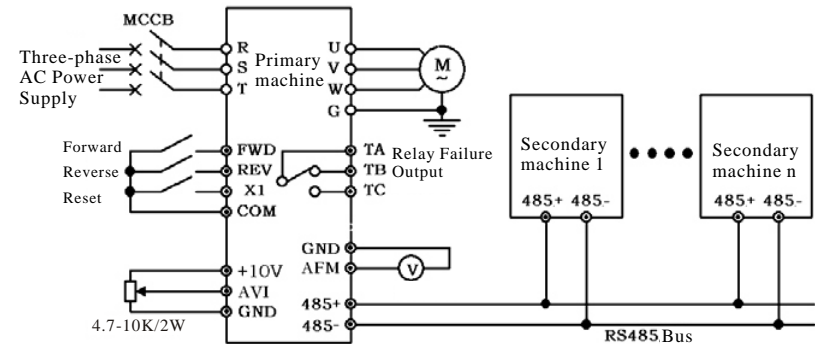 MCCB
Three-phase
AC Power
Supply
R
S
T
Primary
machine
U
V
W
G
M
~
Forward
Reverse
Reset
FWD
REV
X1
COM
TA
TB
TC
Relay Failure
Output
Secondary
machine 1
485+ 485-
Secondary
machine n
485+ 485-
GND
AFM
V
+10V
AVI
GND
4.7-10K/2W
485+
485-
RS485 Bus